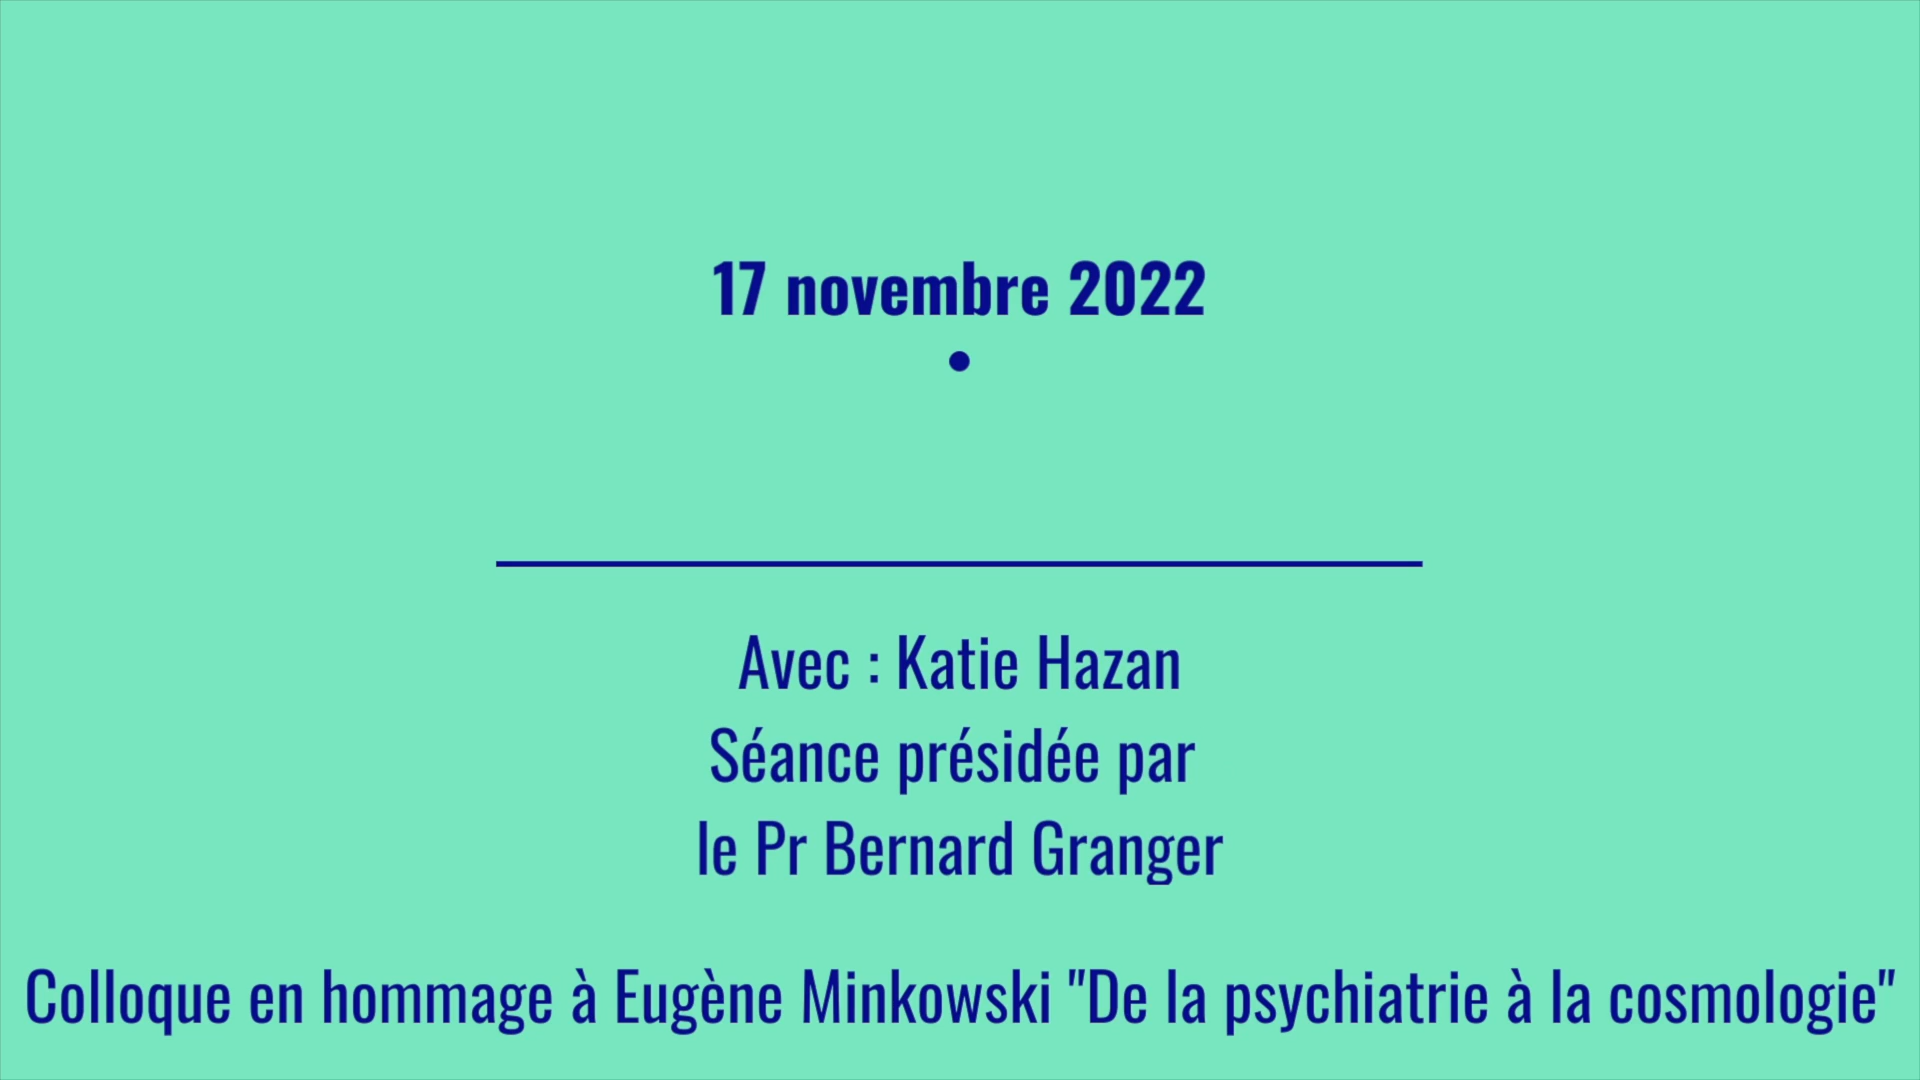 17 novembre 2022
•
Avec : Katie Hazan
Séance présidée par
le Pr Bernard Granger
Colloque en hommage à Eugène Minkowski "De la psychiatrie à la cosmologie"